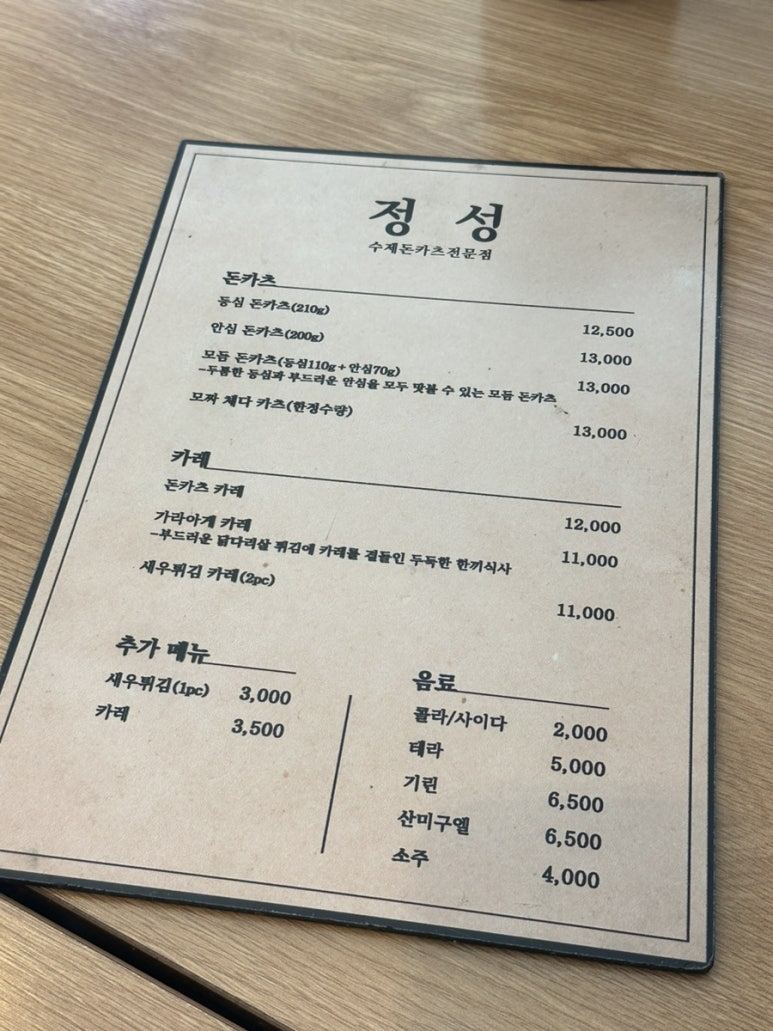 정 성
수제돈카츠전문점
돈카츠
등심 돈카츠(210g) 12,500
안심 돈카츠(200g) 13,000
모듬 돈카츠(등심110g+안심70g) 13,000
-두툼한 등심과 부드러운 안심을 모두 맛볼 수 있는 모듬 돈카츠
모짜 체다 카츠(한정수량) 13,000
카레
돈카츠 카레 12,000
가라아게 카레 11,000
-부드러운 닭다리살 튀김에 카레를 곁들인 두둑한 한끼식사
새우튀김 카레(2pc) 11,000
추가 메뉴
새우튀김(1pc) 3,000
카레 3,500
음료
콜라/사이다 2,000
테라 5,000
기린 6,500
산미구엘 6,500
소주 4,000